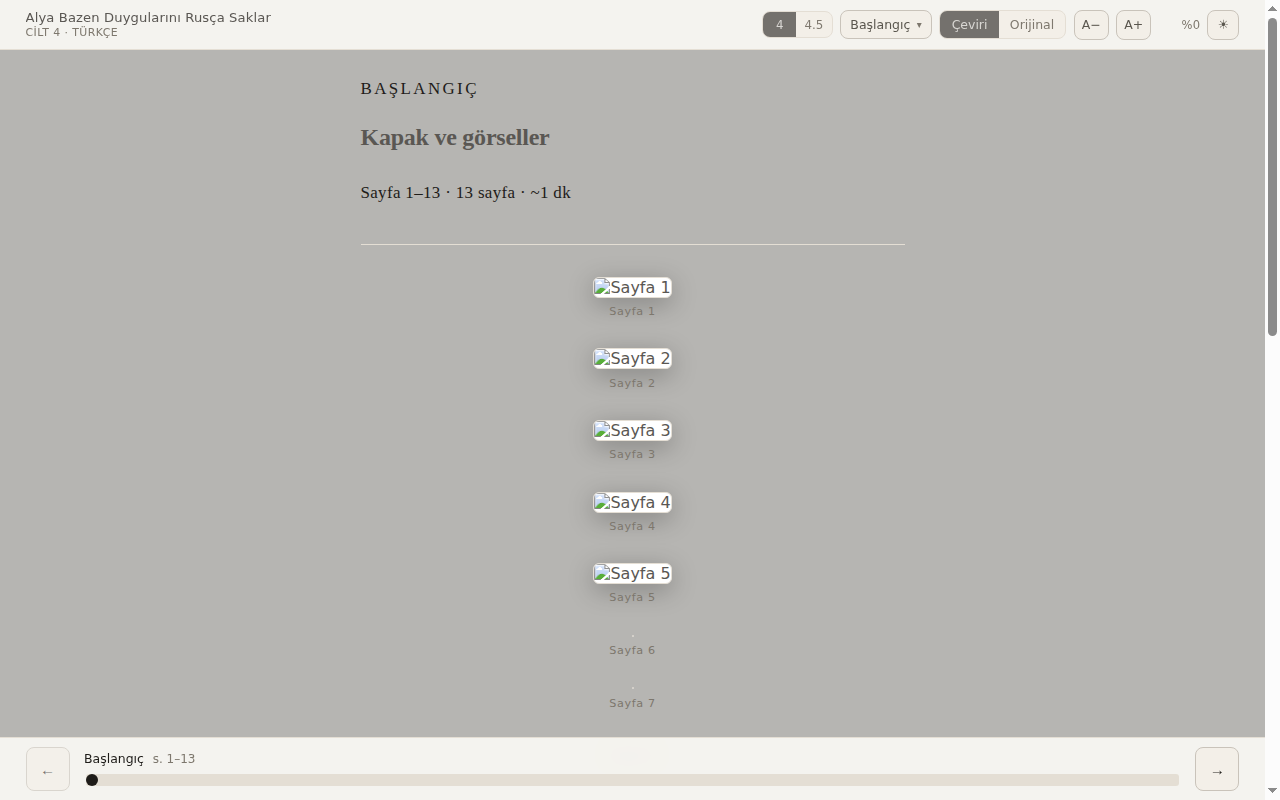 Alya Bazen Duygularını Rusça Saklar
CİLT 4 · TÜRKÇE
4 4.5 Başlangıç ▾ Çeviri Orijinal A− A+ %0 ☀
BAŞLANGIÇ
Kapak ve görseller
Sayfa 1–13 · 13 sayfa · ~1 dk
Sayfa 1
Sayfa 1
Sayfa 2
Sayfa 2
Sayfa 3
Sayfa 3
Sayfa 4
Sayfa 4
Sayfa 5
Sayfa 5
Sayfa 6
Sayfa 7
← Başlangıç s. 1–13 →